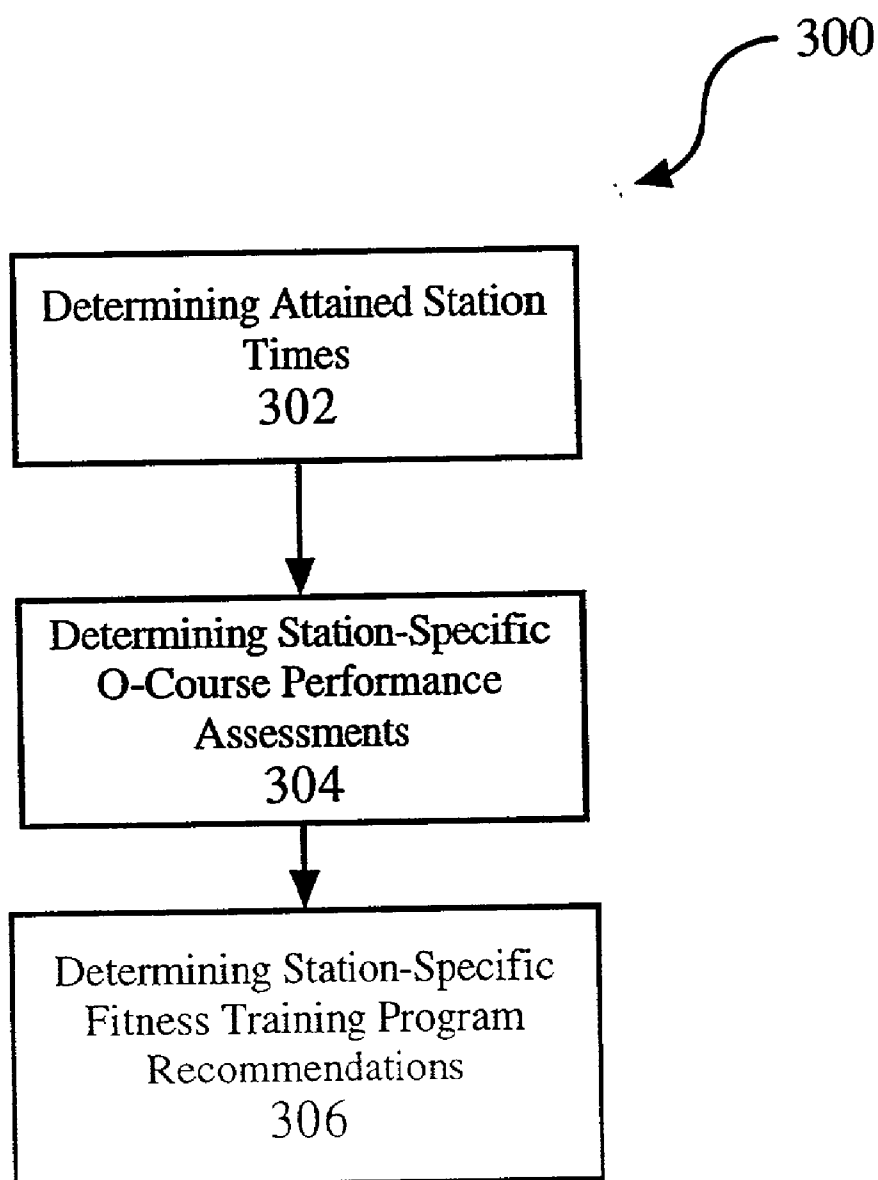 300
Determining Attained Station
Times
302
Determining Station-Specific
O-Course Performance
Assessments
304
Determining Station-Specific
Fitness Training Program
Recommendations
306